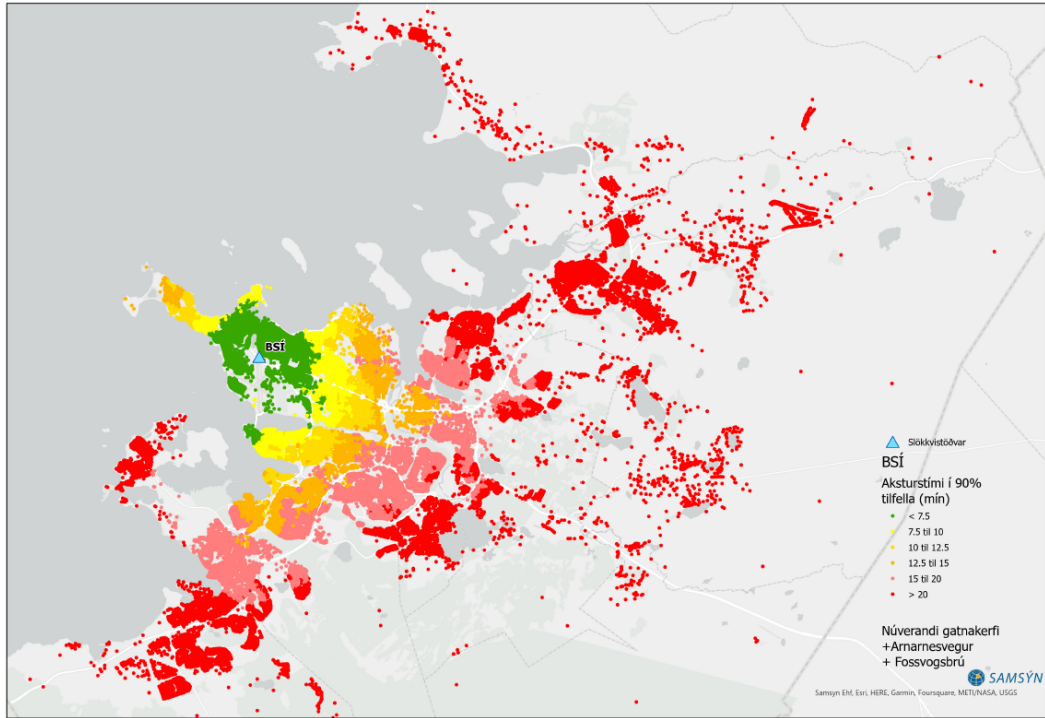 BSÍ
Slökkvistöðvar
BSÍ
Aksturstími í 90%
tilfella (mín)
< 7.5
7.5 til 10
10 til 12.5
12.5 til 15
15 til 20
> 20
Núverandi gatnakerfi
+Arnarnesvegur
+ Fossvogsbrú
SAMSÝN
Samsyn Ehf, Esri, HERE, Garmin, Foursquare, METI/NASA, USGS